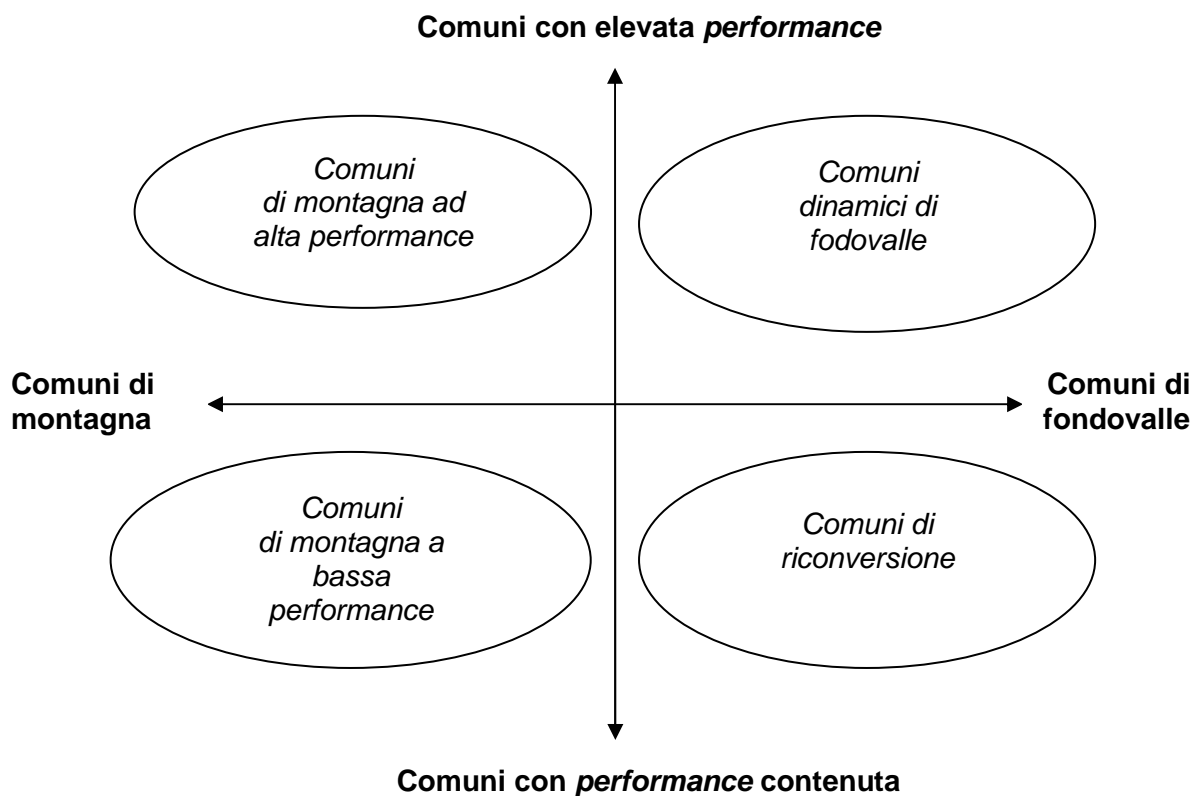 Comuni con elevata performance
Comuni
di montagna ad
alta performance
Comuni
dinamici di
fodovalle
Comuni di
montagna
Comuni di
fondovalle
Comuni
di montagna a
bassa
performance
Comuni di
riconversione
Comuni con performance contenuta